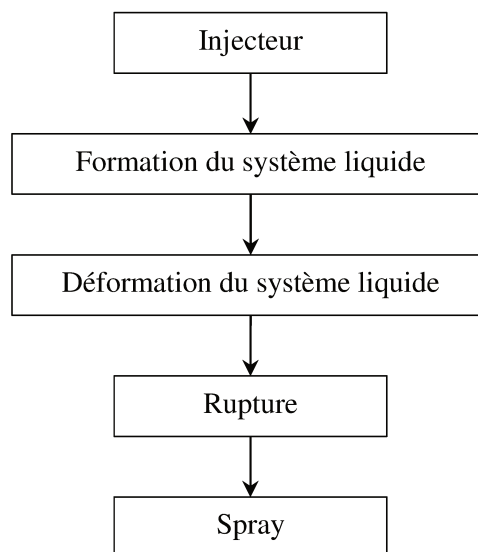 Injecteur
Formation du système liquide
Déformation du système liquide
Rupture
Spray